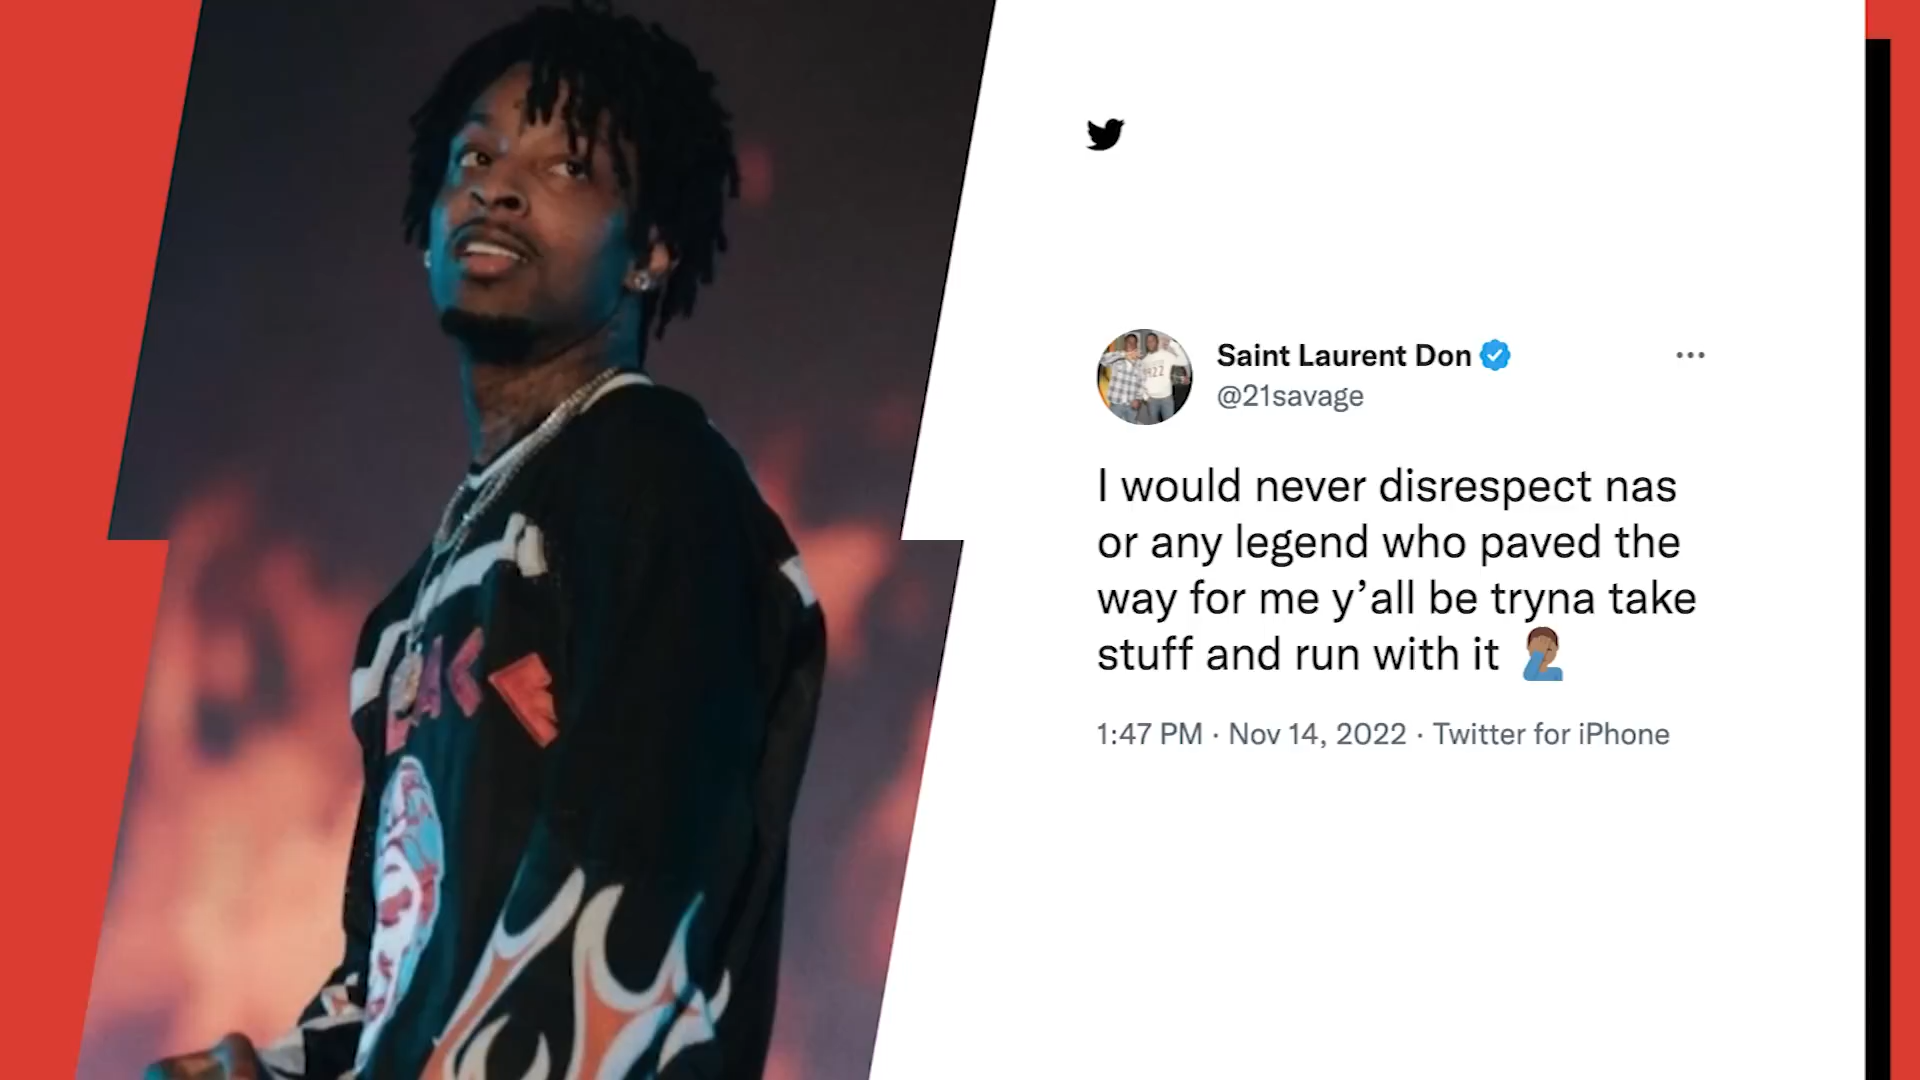 Saint Laurent Don
@21savage
I would never disrespect nas
or any legend who paved the
way for me y’all be tryna take
stuff and run with it 🤦🏾‍♂️
1:47 PM · Nov 14, 2022 · Twitter for iPhone